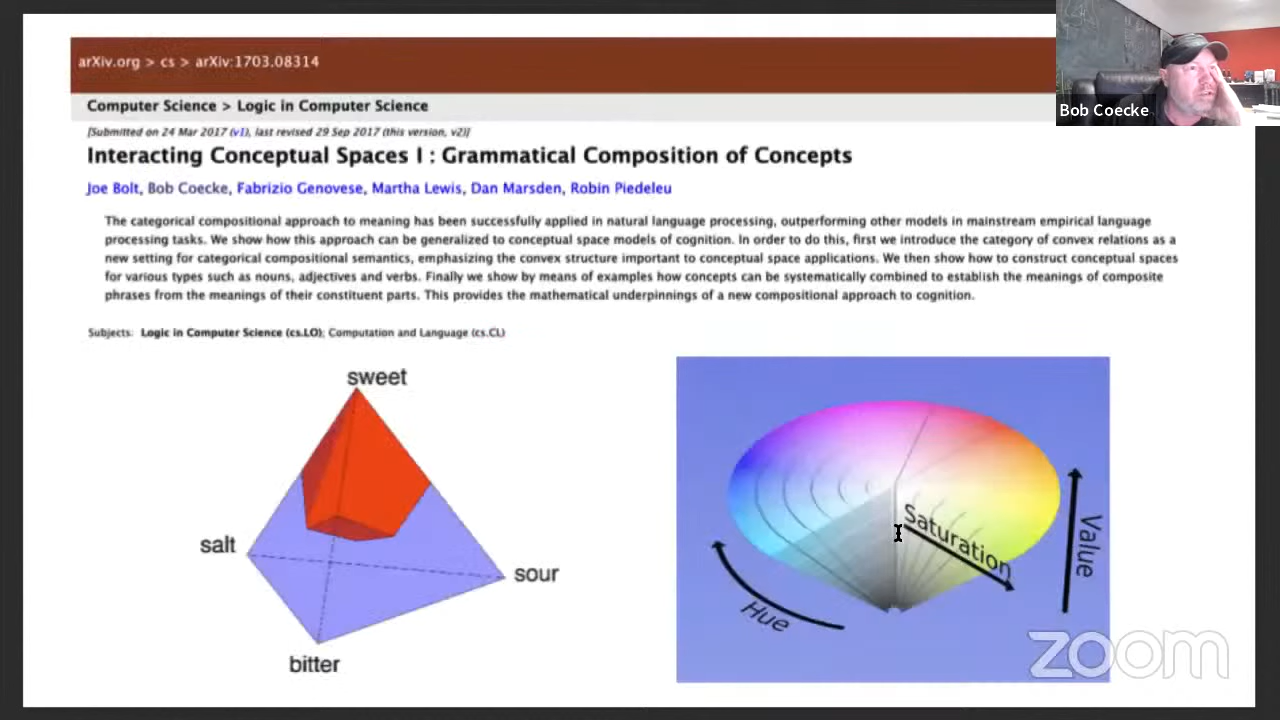 arXiv.org > cs > arXiv:1703.08314
Bob Coecke
Computer Science > Logic in Computer Science
[Submitted on 24 Mar 2017 (v1), last revised 29 Sep 2017 (this version, v2)]
Interacting Conceptual Spaces I : Grammatical Composition of Concepts
Joe Bolt, Bob Coecke, Fabrizio Genovese, Martha Lewis, Dan Marsden, Robin Piedeleu
The categorical compositional approach to meaning has been successfully applied in natural language processing, outperforming other models in mainstream empirical language
processing tasks. We show how this approach can be generalized to conceptual space models of cognition. In order to do this, first we introduce the category of convex relations as a
new setting for categorical compositional semantics, emphasizing the convex structure important to conceptual space applications. We then show how to construct conceptual spaces
for various types such as nouns, adjectives and verbs. Finally we show by means of examples how concepts can be systematically combined to establish the meanings of composite
phrases from the meanings of their constituent parts. This provides the mathematical underpinnings of a new compositional approach to cognition.
Subjects: Logic in Computer Science (cs.LO); Computation and Language (cs.CL)
sweet
salt
sour
bitter
Saturation
Value
Hue
zoom